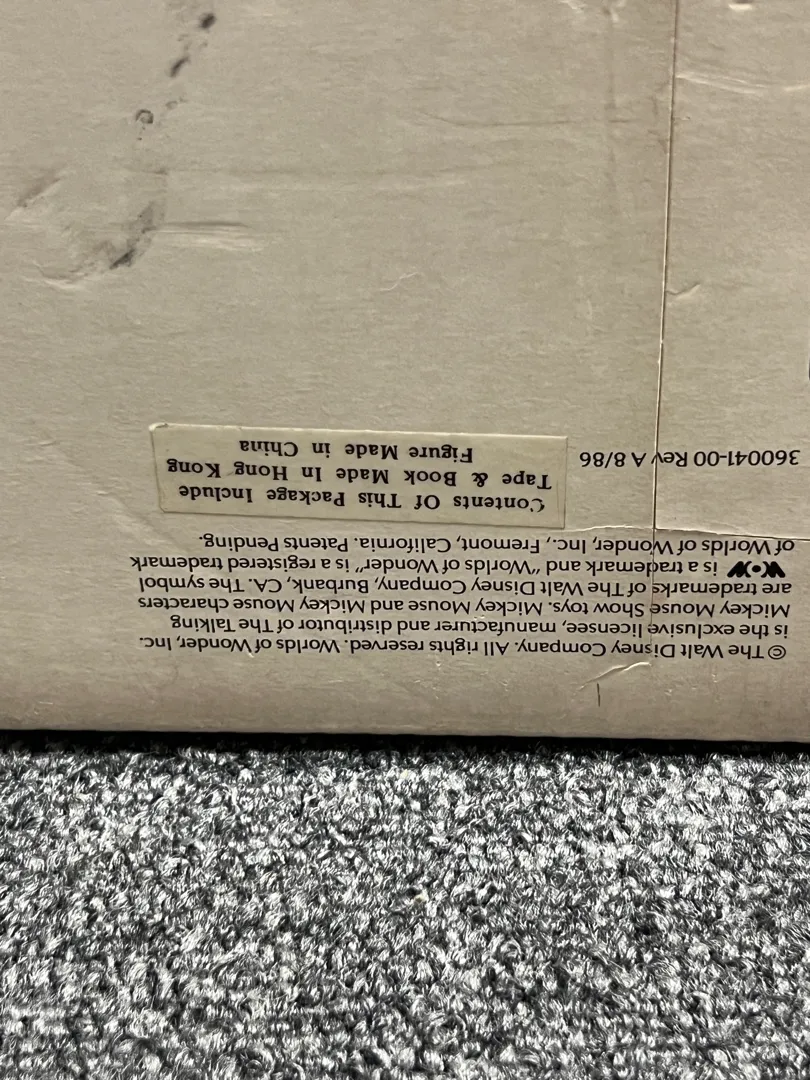 © The Walt Disney Company. All rights reserved. Worlds of Wonder, Inc.
is the exclusive licensee, manufacturer and distributor of The Talking
Mickey Mouse Show toys. Mickey Mouse and Mickey Mouse characters
are trademarks of The Walt Disney Company, Burbank, CA. The symbol
WOW is a trademark and "Worlds of Wonder" is a registered trademark
of Worlds of Wonder, Inc., Fremont, California. Patents Pending.
360041-00 Rev A 8/86
Contents Of This Package Include
Tape & Book Made In Hong Kong
Figure Made in China